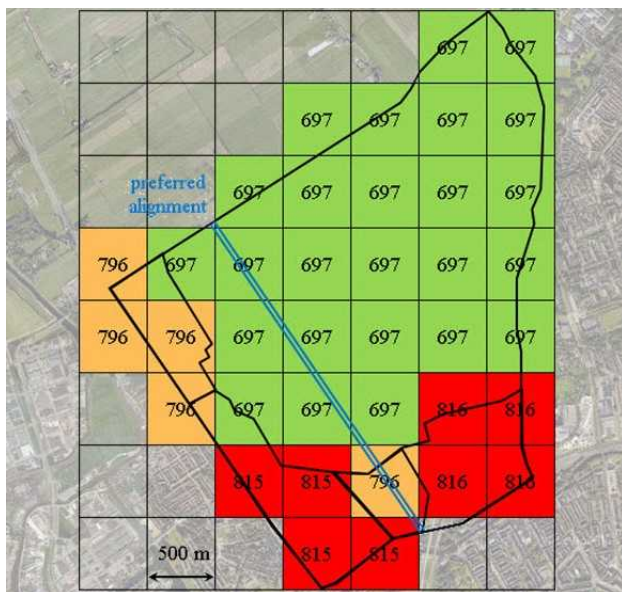 697 697
697 697 697 697
697 697 697 697 697
preferred
alignment
796 697 697 697 697 697 697
796 796 697 697 697 697 697
796 697 697 697 816 816
815 815 796 816 816
500 m 815 815